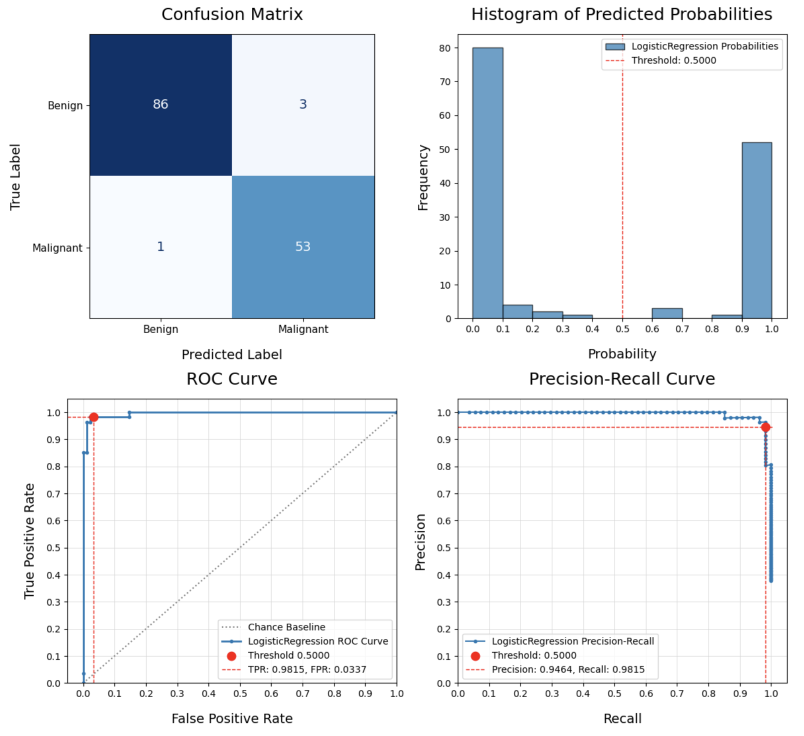 Confusion Matrix
True Label
Benign
Malignant
86
3
1
53
Benign
Malignant
Predicted Label
Histogram of Predicted Probabilities
Frequency
80
70
60
50
40
30
20
10
0
LogisticRegression Probabilities
Threshold: 0.5000
0.0 0.1 0.2 0.3 0.4 0.5 0.6 0.7 0.8 0.9 1.0
Probability
ROC Curve
True Positive Rate
1.0
0.9
0.8
0.7
0.6
0.5
0.4
0.3
0.2
0.1
0.0
Chance Baseline
LogisticRegression ROC Curve
Threshold 0.5000
TPR: 0.9815, FPR: 0.0337
0.0 0.1 0.2 0.3 0.4 0.5 0.6 0.7 0.8 0.9 1.0
False Positive Rate
Precision-Recall Curve
Precision
1.0
0.9
0.8
0.7
0.6
0.5
0.4
0.3
0.2
0.1
0.0
LogisticRegression Precision-Recall
Threshold: 0.5000
Precision: 0.9464, Recall: 0.9815
0.0 0.1 0.2 0.3 0.4 0.5 0.6 0.7 0.8 0.9 1.0
Recall